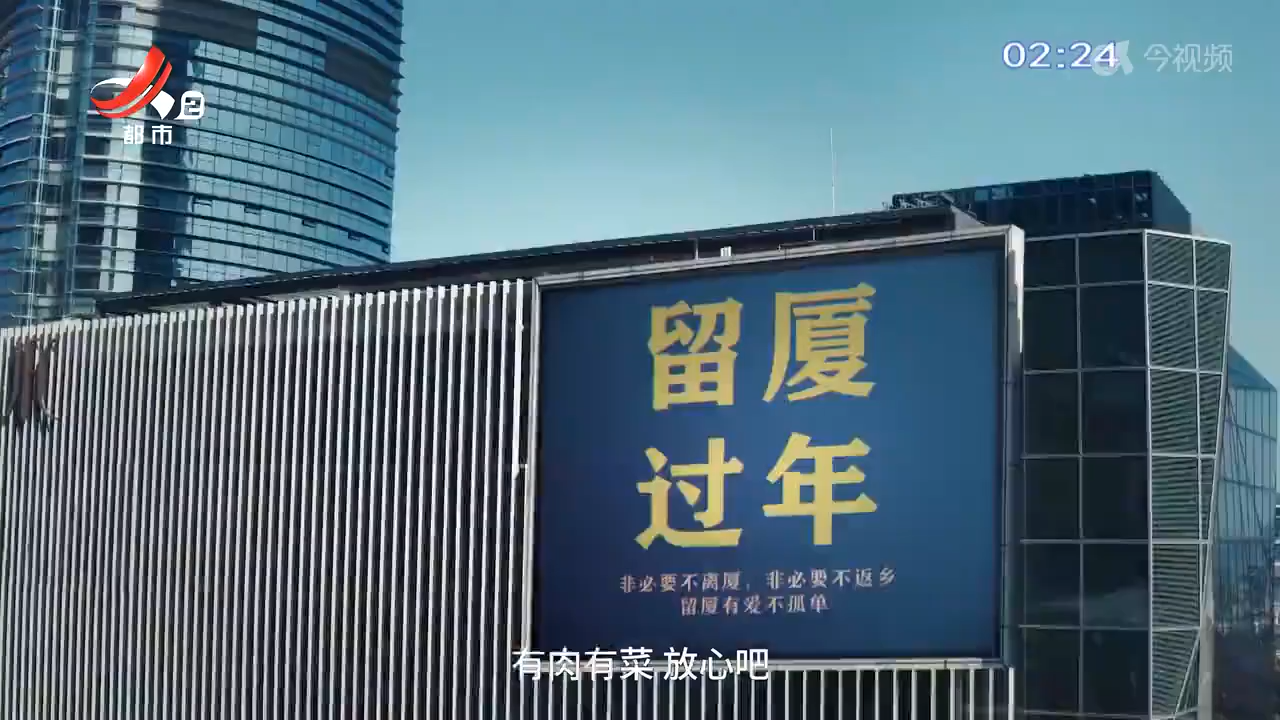 02:24
今视频
2
都市
留厦
过年
非必要不离厦，非必要不返乡
留厦有爱不孤单
有肉有菜 放心吧